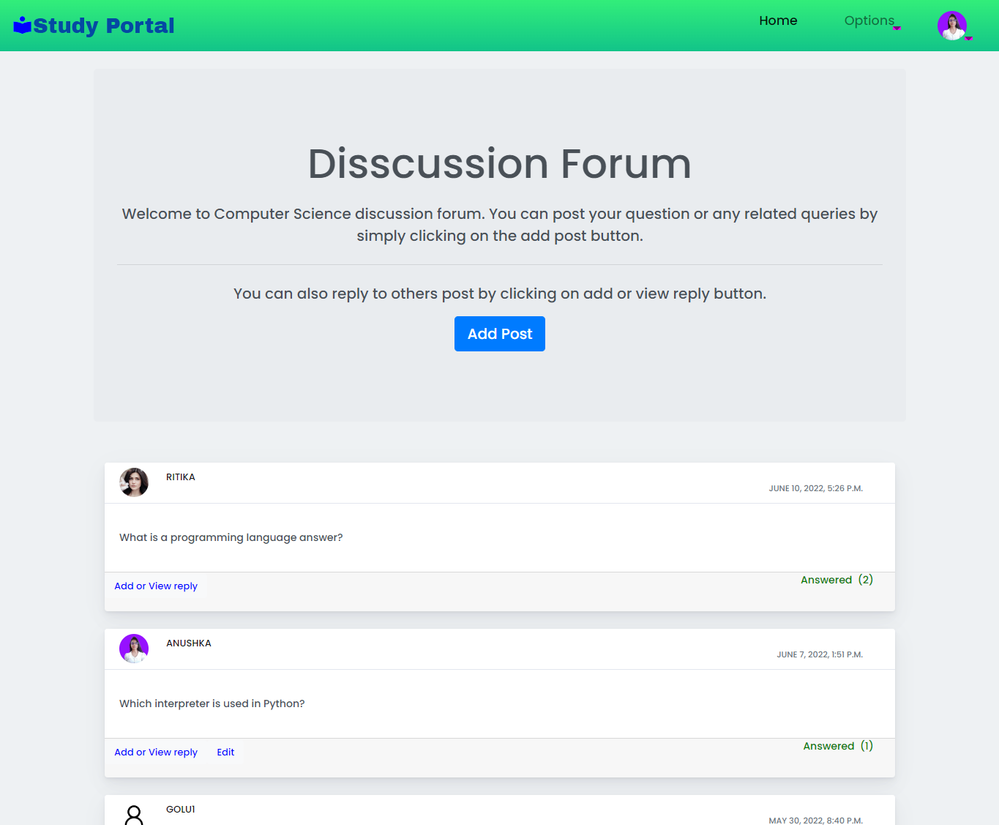 Study Portal
Home
Options
Disscussion Forum
Welcome to Computer Science discussion forum. You can post your question or any related queries by
simply clicking on the add post button.
You can also reply to others post by clicking on add or view reply button.
Add Post
RITIKA
JUNE 10, 2022, 5:26 P.M.
What is a programming language answer?
Add or View reply
Answered (2)
ANUSHKA
JUNE 7, 2022, 1:51 P.M.
Which interpreter is used in Python?
Add or View reply
Edit
Answered (1)
GOLU1
MAY 30, 2022, 8:40 P.M.